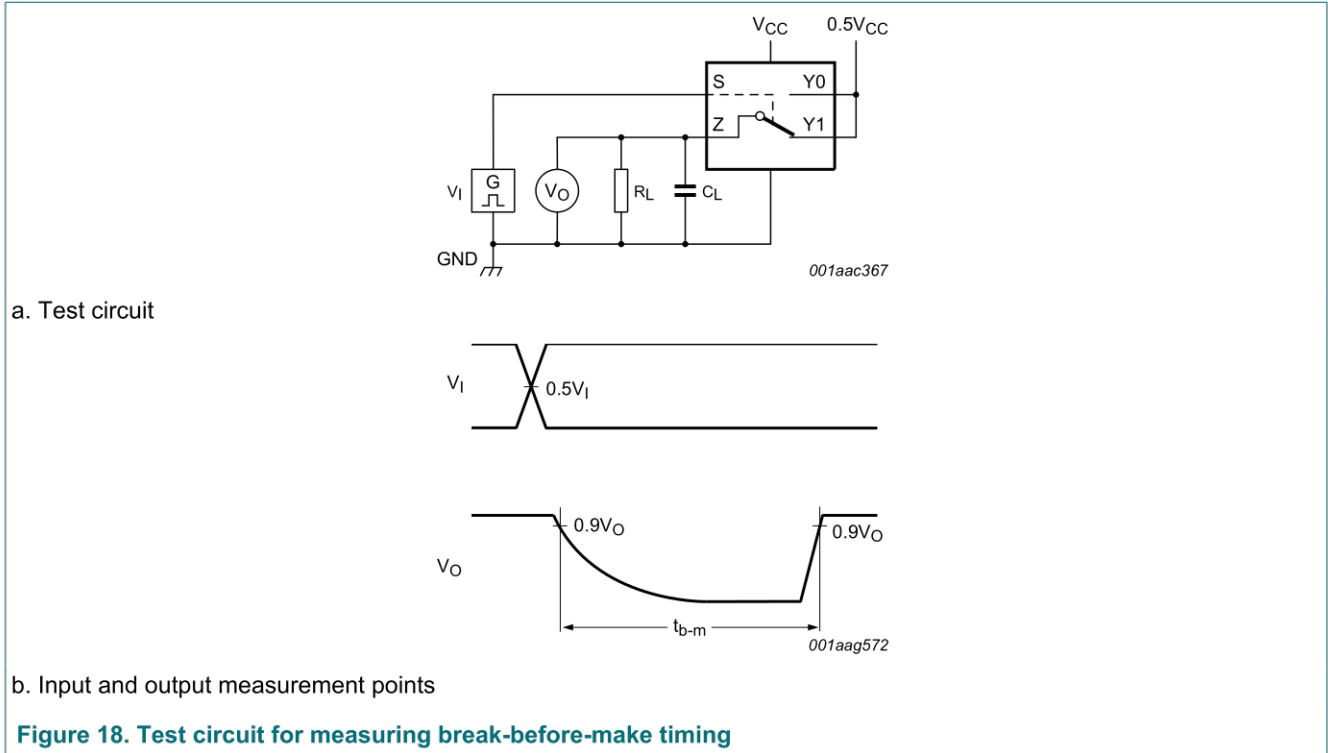 VCC 0.5VCC
S Y0
Z Y1
VI G VO RL CL
GND
001aac367
a. Test circuit
VI 0.5VI
0.9VO 0.9VO
VO
tb-m
001aag572
b. Input and output measurement points
Figure 18. Test circuit for measuring break-before-make timing